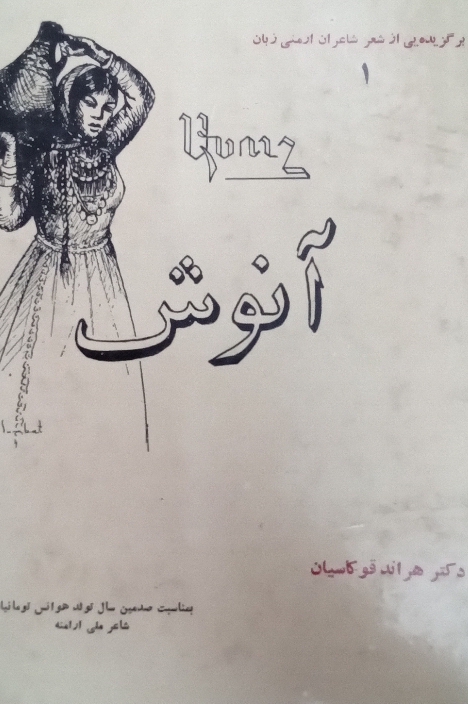 برگزیده‌یی از شعر شاعران ارمنی زبان
۱
Անուշ
آنوش
دکتر هراند قوکاسیان
بمناسبت صدمین سال تولد هوانس تومانیا
شاعر ملی ارامنه